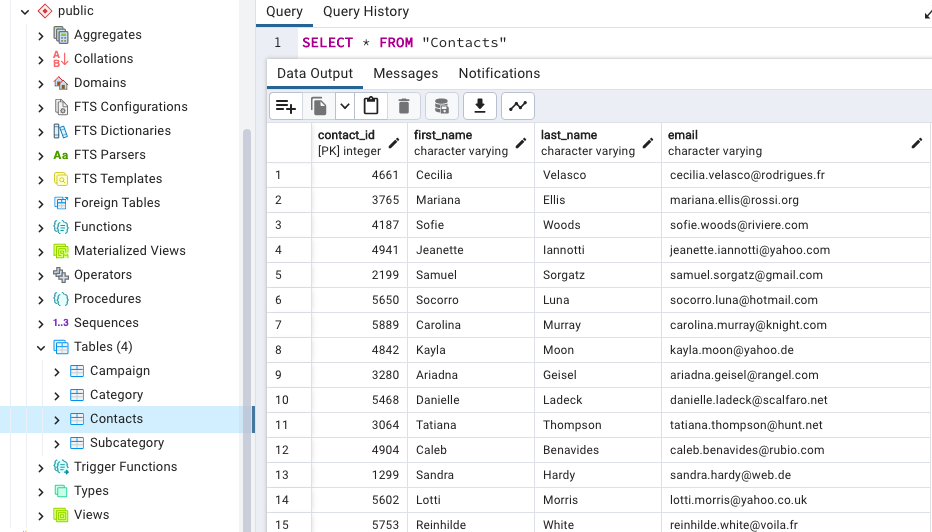 public
Aggregates
Collations
Domains
FTS Configurations
FTS Dictionaries
Aa FTS Parsers
FTS Templates
Foreign Tables
Functions
Materialized Views
Operators
Procedures
1..3 Sequences
Tables (4)
Campaign
Category
Contacts
Subcategory
Trigger Functions
Types
Views
Query Query History
1 SELECT * FROM "Contacts"
Data Output Messages Notifications
contact_id first_name last_name email
[PK] integer character varying character varying character varying
1 4661 Cecilia Velasco cecilia.velasco@rodrigues.fr
2 3765 Mariana Ellis mariana.ellis@rossi.org
3 4187 Sofie Woods sofie.woods@riviere.com
4 4941 Jeanette Iannotti jeanette.iannotti@yahoo.com
5 2199 Samuel Sorgatz samuel.sorgatz@gmail.com
6 5650 Socorro Luna socorro.luna@hotmail.com
7 5889 Carolina Murray carolina.murray@knight.com
8 4842 Kayla Moon kayla.moon@yahoo.de
9 3280 Ariadna Geisel ariadna.geisel@rangel.com
10 5468 Danielle Ladeck danielle.ladeck@scalfaro.net
11 3064 Tatiana Thompson tatiana.thompson@hunt.net
12 4904 Caleb Benavides caleb.benavides@rubio.com
13 1299 Sandra Hardy sandra.hardy@web.de
14 5602 Lotti Morris lotti.morris@yahoo.co.uk
15 5753 Reinhilde White reinhilde.white@voila.fr